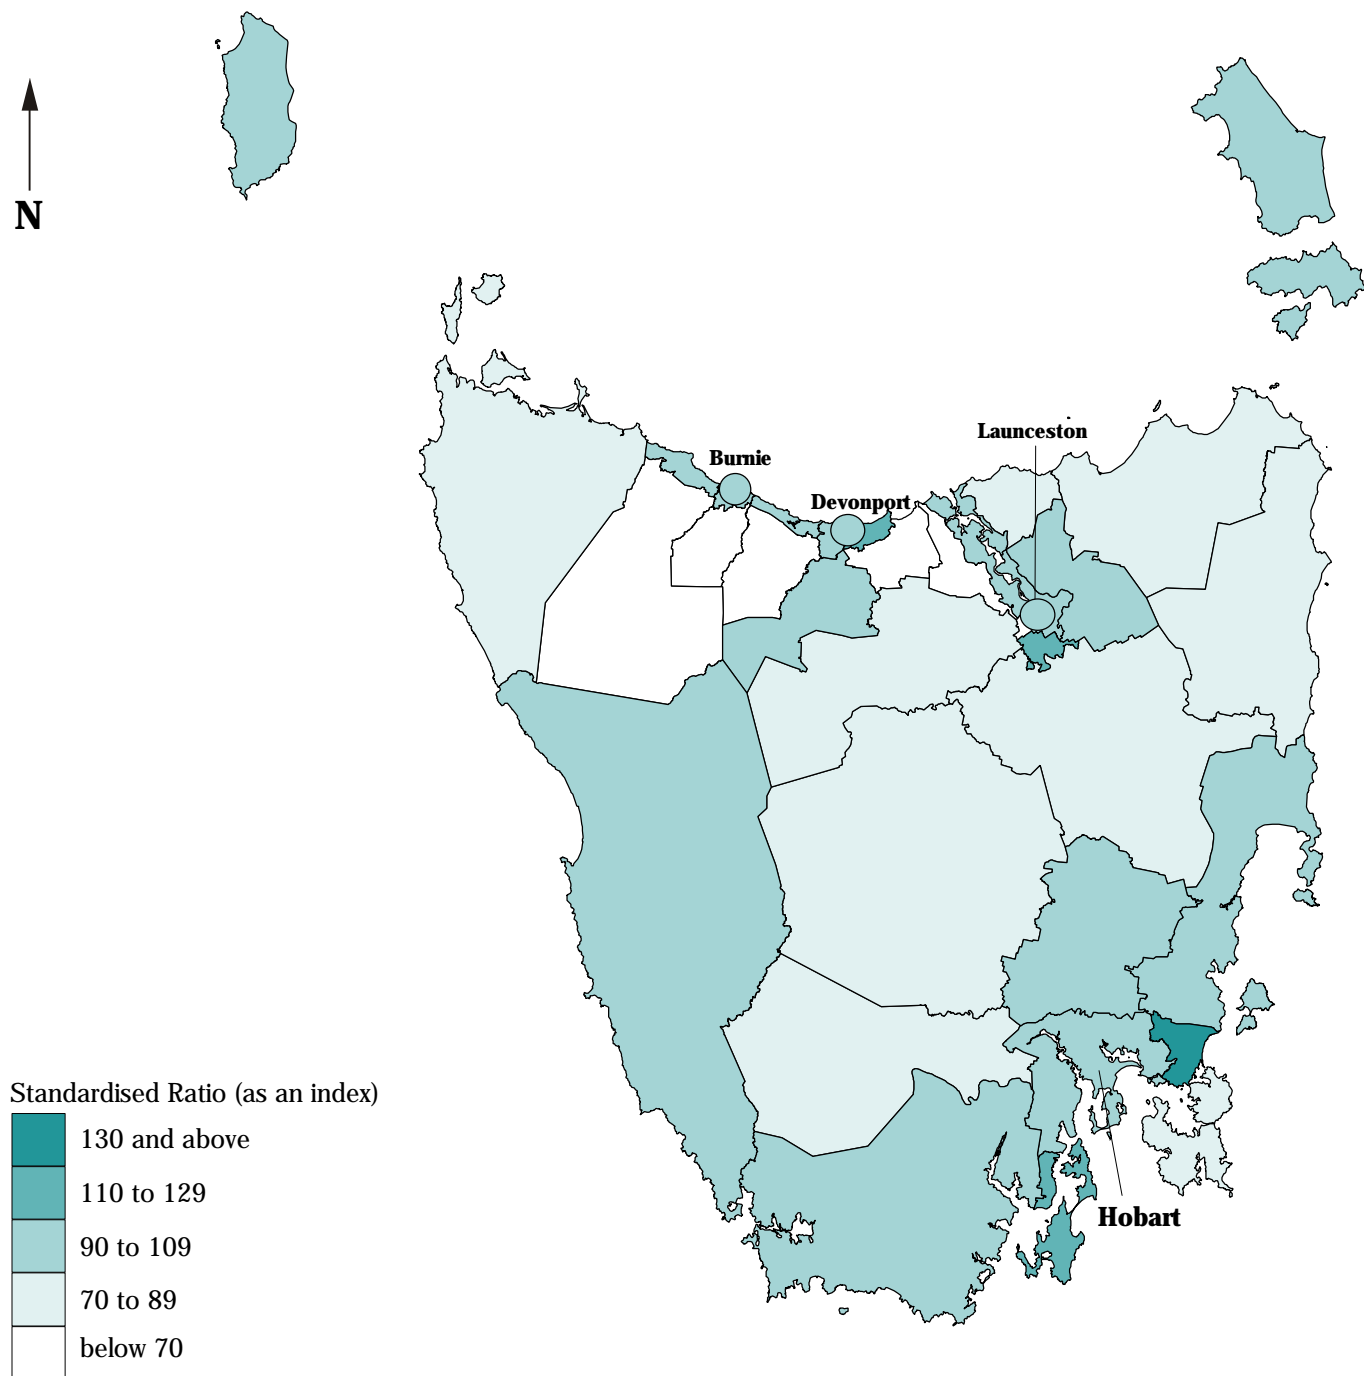 N
Launceston
Burnie
Devonport
Hobart
Standardised Ratio (as an index)
130 and above
110 to 129
90 to 109
70 to 89
below 70